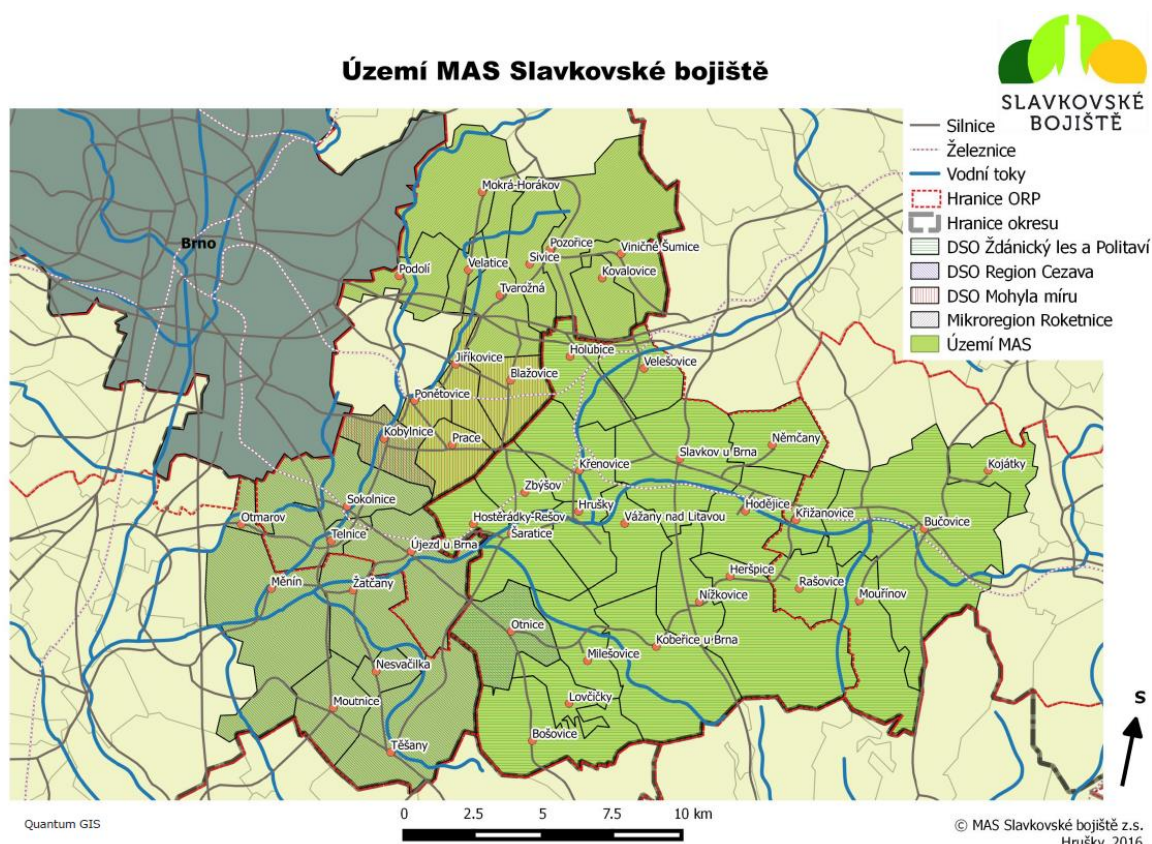 Území MAS Slavkovské bojiště
SLAVKOVSKÉ
BOJIŠTĚ
Silnice
Železnice
Vodní toky
Hranice ORP
Hranice okresu
DSO Ždánický les a Politaví
DSO Region Cezava
DSO Mohyla míru
Mikroregion Roketnice
Území MAS
Mokrá-Horákov
Brno
Pozořice
Viničné Šumice
Sivice
Velatice
Podolí
Kovalovice
Tvarožná
Holubice
Jiříkovice
Velešovice
Blažovice
Ponětovice
Kobylnice
Prace
Němčany
Slavkov u Brna
Křenovice
Kojátky
Zbýšov
Sokolnice
Hrušky
Hodějice
Otmarov
Hostěrádky-Rešov
Vážany nad Litavou
Křižanovice
Bučovice
Telnice
Šaratice
Újezd u Brna
Heršpice
Měnín
Žatčany
Rašovice
Nížkovice
Mouřínov
Otnice
Kobeřice u Brna
Milešovice
Nesvačilka
Lovčičky
Moutnice
Bošovice
Těšany
S
0 2.5 5 7.5 10 km
Quantum GIS
© MAS Slavkovské bojiště z.s.
Hrušky, 2016